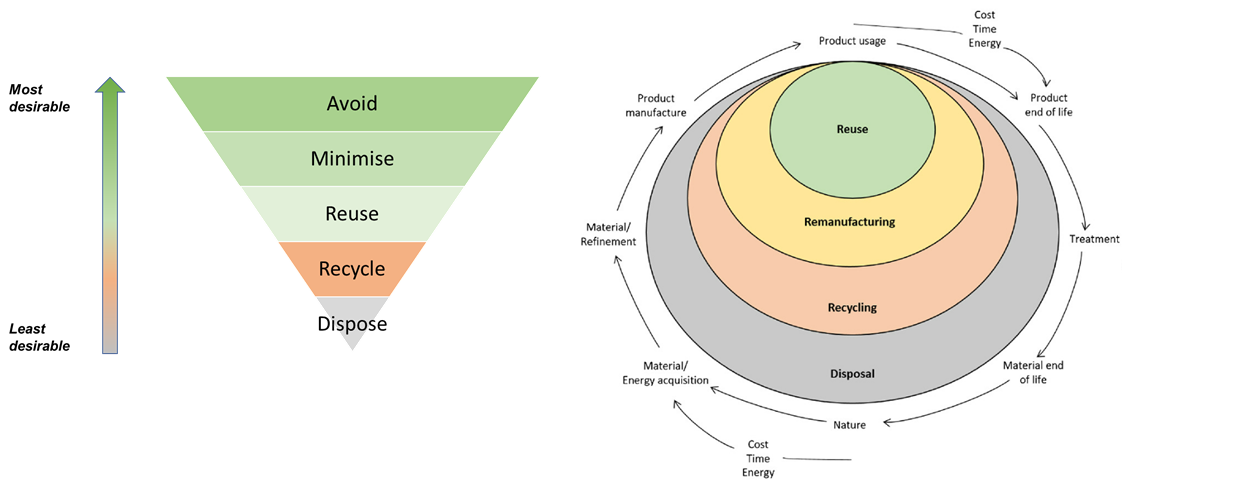 Most
desirable
Avoid
Minimise
Reuse
Recycle
Dispose
Least
desirable
Cost
Time
Energy
Product usage
Product
manufacture
Product
end of life
Reuse
Remanufacturing
Material/
Refinement
Treatment
Recycling
Material/
Energy acquisition
Disposal
Material end
of life
Nature
Cost
Time
Energy